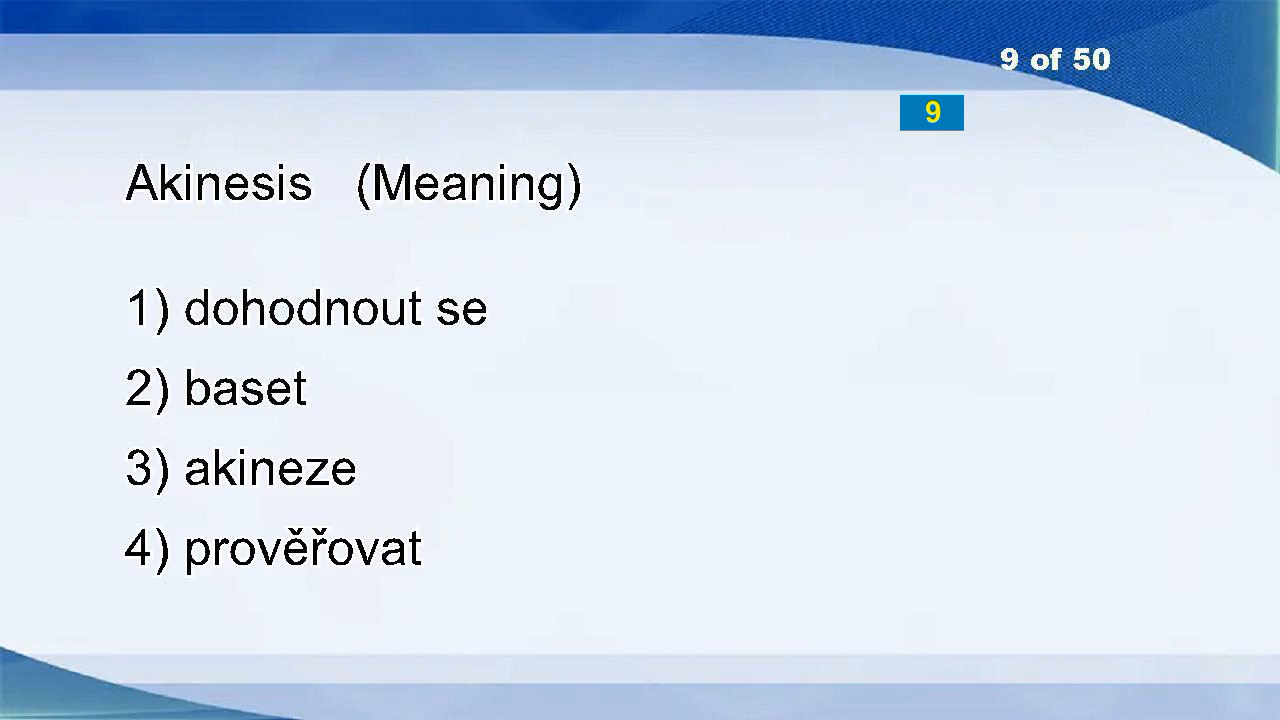 9 of 50
9
Akinesis (Meaning)
1) dohodnout se
2) baset
3) akineze
4) prověřovat